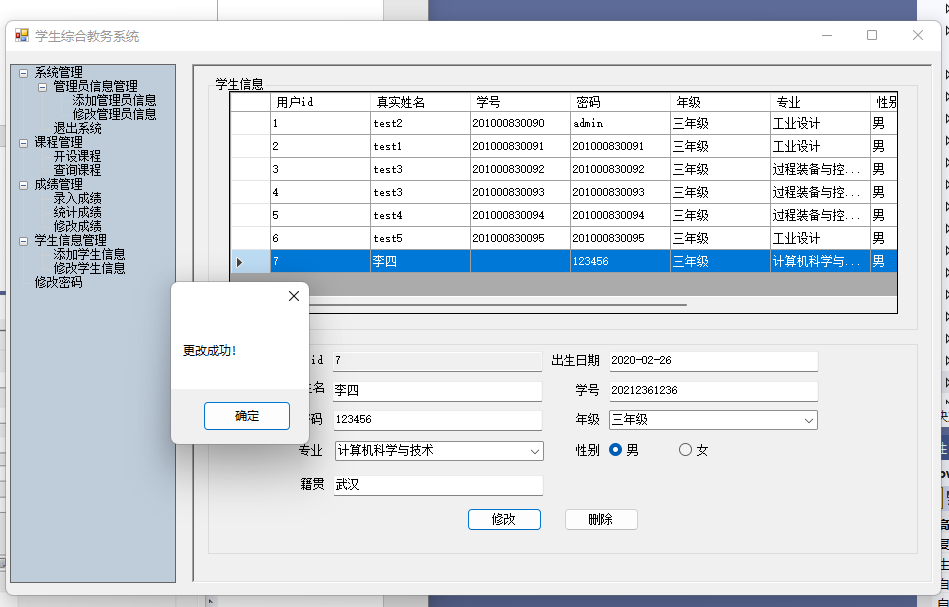 学生综合教务系统
系统管理
管理员信息管理
添加管理员信息
修改管理员信息
退出系统
课程管理
开设课程
查询课程
成绩管理
录入成绩
统计成绩
修改成绩
学生信息管理
添加学生信息
修改学生信息
修改密码
学生信息
用户id 真实姓名 学号 密码 年级 专业 性别
1 test2 201000830090 admin 三年级 工业设计 男
2 test1 201000830091 201000830091 三年级 工业设计 男
3 test3 201000830092 201000830092 三年级 过程装备与控... 男
4 test3 201000830093 201000830093 三年级 过程装备与控... 男
5 test4 201000830094 201000830094 三年级 过程装备与控... 男
6 test5 201000830095 201000830095 三年级 工业设计 男
7 李四 123456 三年级 计算机科学与... 男
更改成功!
确定
id 7 出生日期 2020-02-26
名 李四 学号 20212361236
码 123456 年级 三年级
专业 计算机科学与技术 性别 男 女
籍贯 武汉
修改 删除